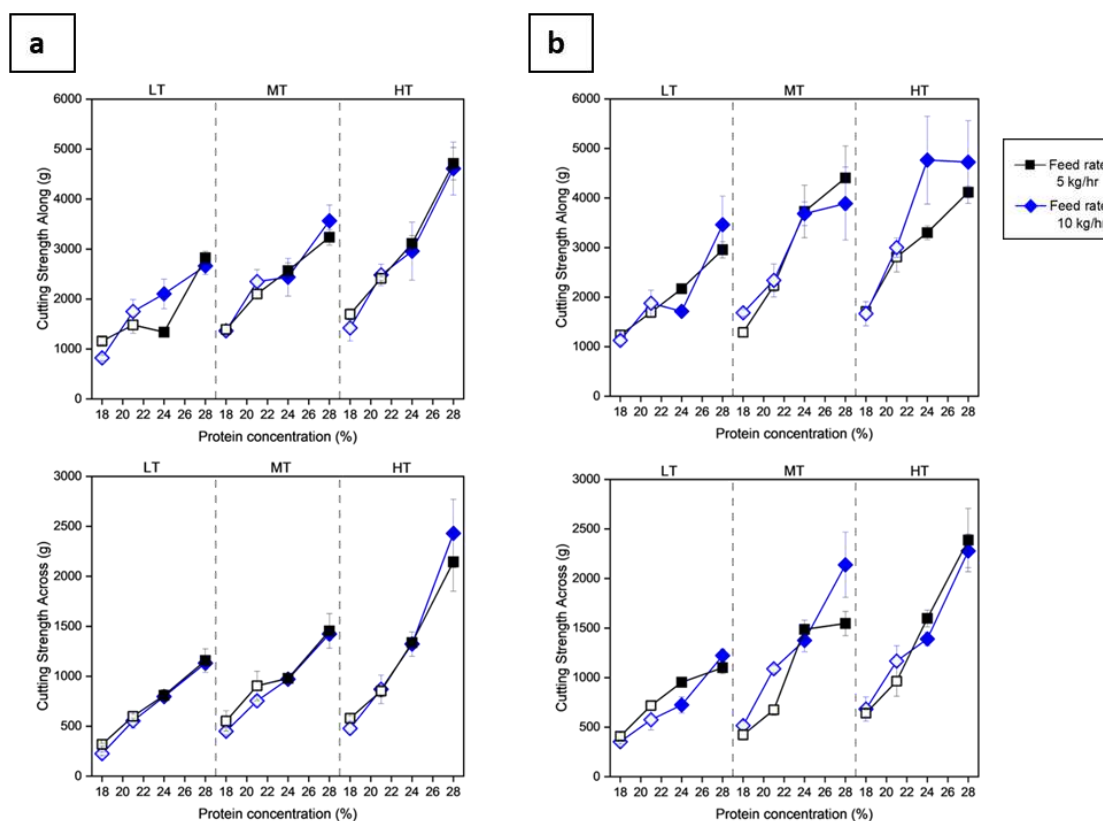 a
LT MT HT
6000
5000
4000
3000
2000
1000
0
Cutting Strength Along (g)
18 20 22 24 26 28 18 20 22 24 26 28 18 20 22 24 26 28
Protein concentration (%)
LT MT HT
3000
2500
2000
1500
1000
500
0
Cutting Strength Across (g)
18 20 22 24 26 28 18 20 22 24 26 28 18 20 22 24 26 28
Protein concentration (%)
b
LT MT HT
6000
5000
4000
3000
2000
1000
0
Cutting Strength Along (g)
18 20 22 24 26 28 18 20 22 24 26 28 18 20 22 24 26 28
Protein concentration (%)
LT MT HT
3000
2500
2000
1500
1000
500
0
Cutting Strength Across (g)
18 20 22 24 26 28 18 20 22 24 26 28 18 20 22 24 26 28
Protein concentration (%)
Feed rate
5 kg/hr
Feed rate
10 kg/hr